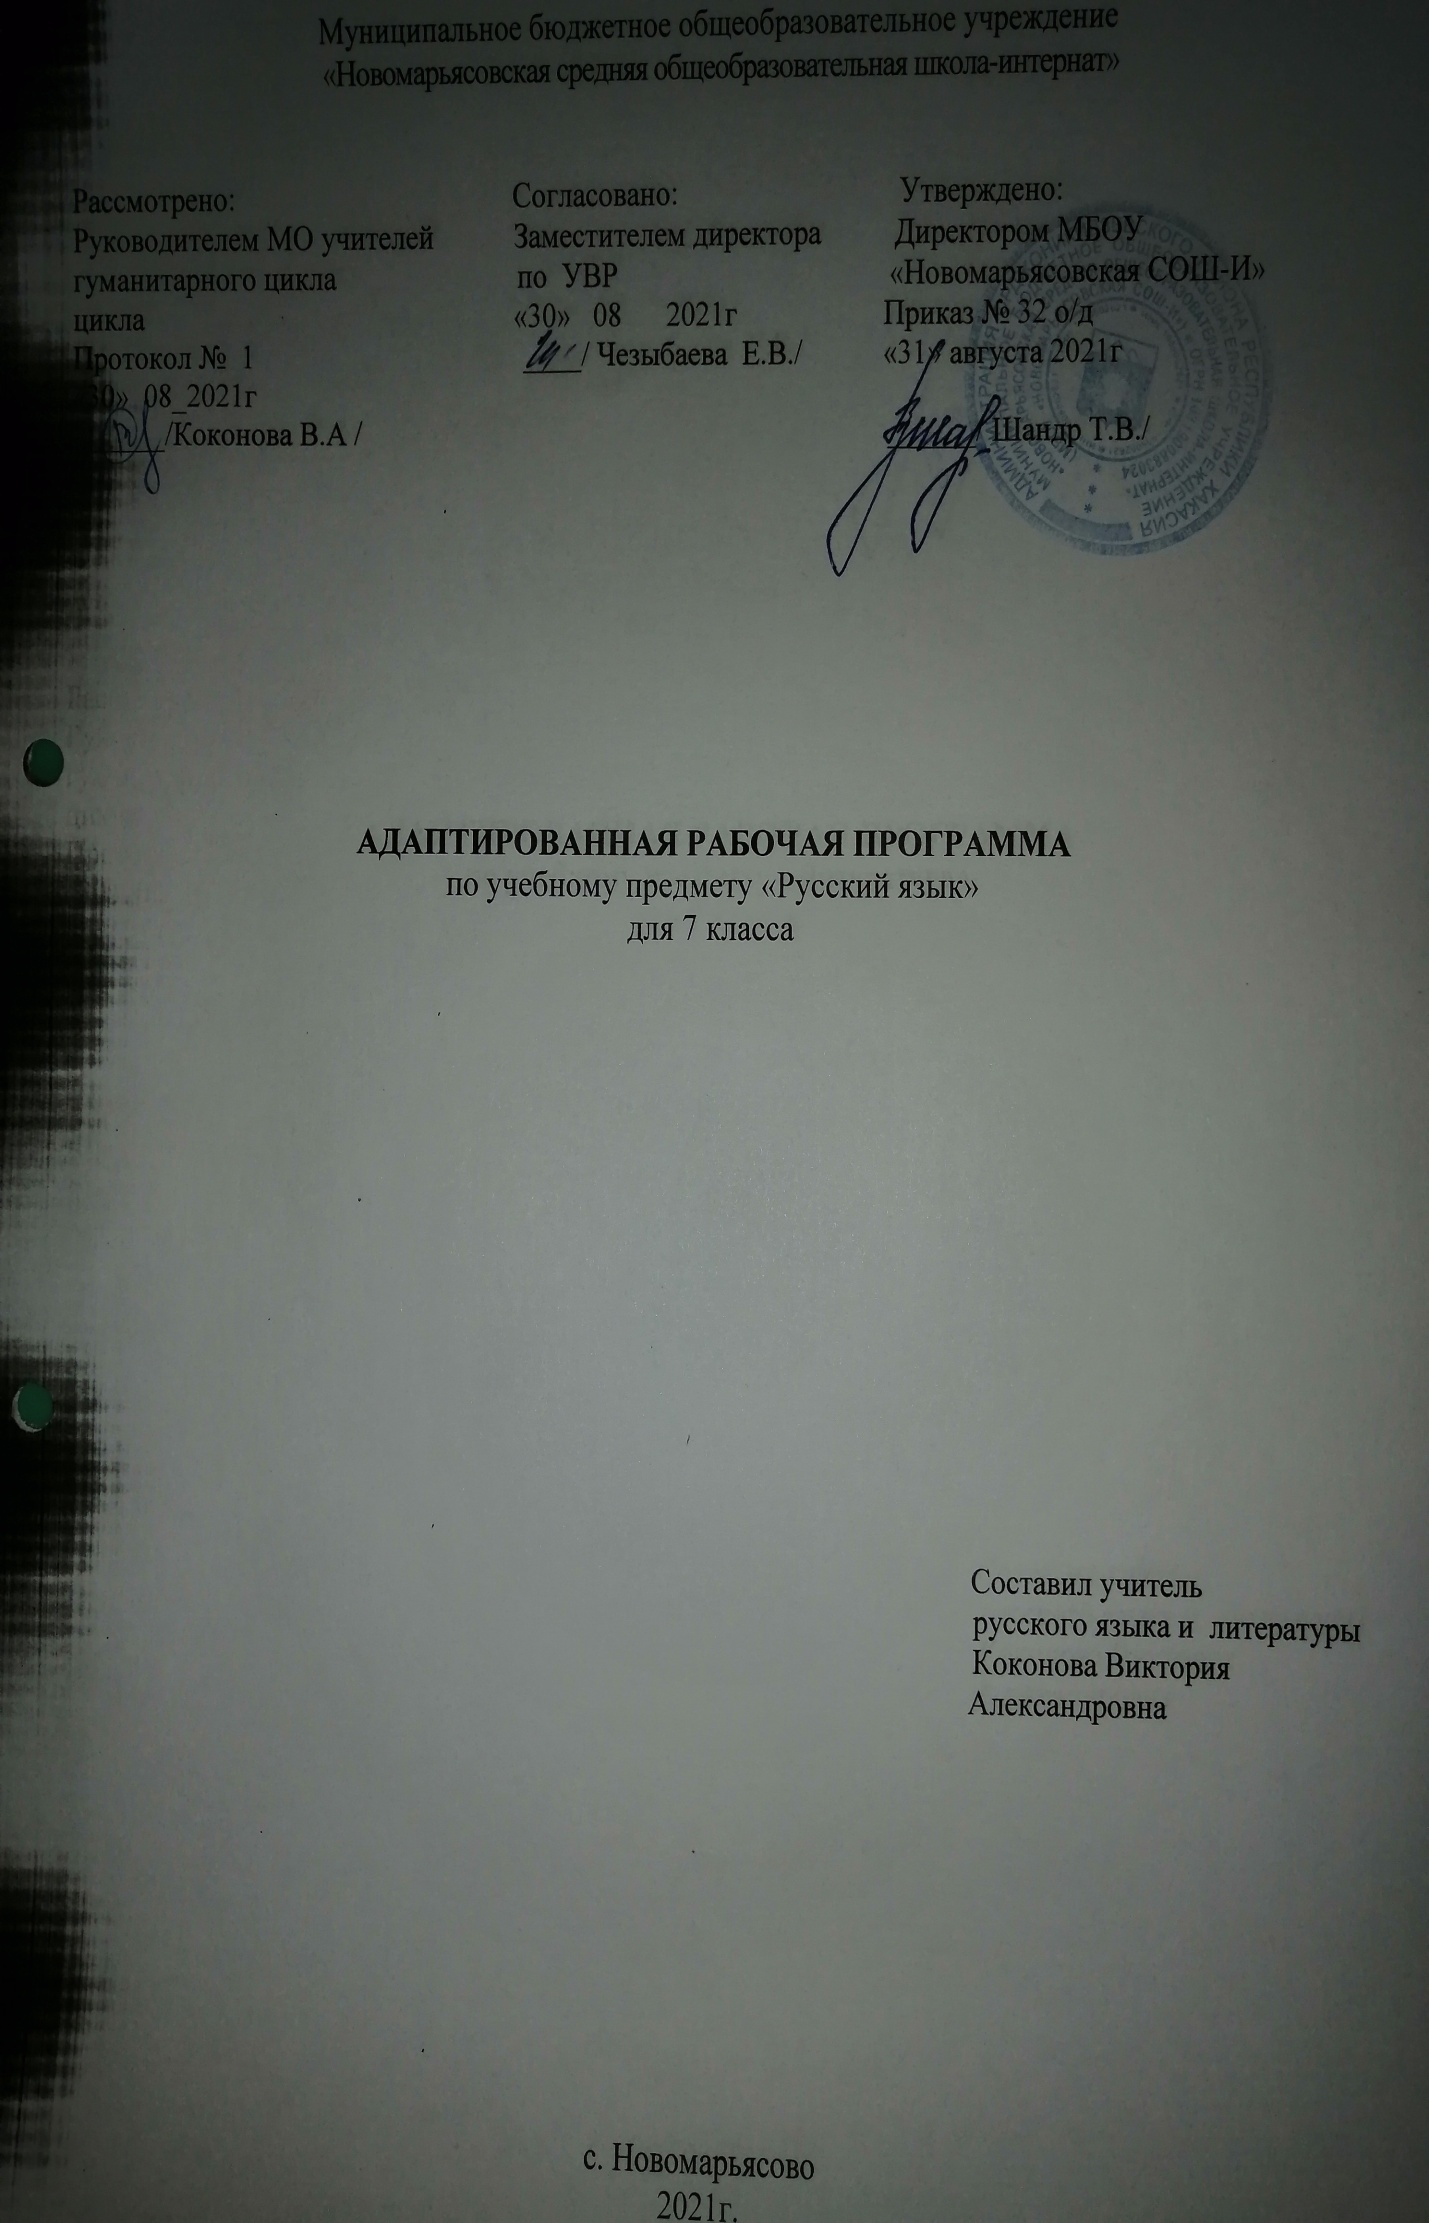 Муниципальное бюджетное общеобразовательное учреждение
«Новомарьясовская средняя общеобразовательная школа-интернат»
Рассмотрено:
Руководителем МО учителей
гуманитарного цикла
цикла
Протокол № 1
30» 08_2021г
/Коконова В.А /
Согласовано:
Заместителем директора
по УВР
«30» 08 2021г
/ Чезыбаева Е.В./
Утверждено:
Директором МБОУ
«Новомарьясовская СОШ-И»
Приказ № 32 о/д
«31» августа 2021г
Шандр Т.В./
АДАПТИРОВАННАЯ РАБОЧАЯ ПРОГРАММА
по учебному предмету «Русский язык»
для 7 класса
Составил учитель
русского языка и литературы
Коконова Виктория
Александровна
с. Новомарьясово
2021г.